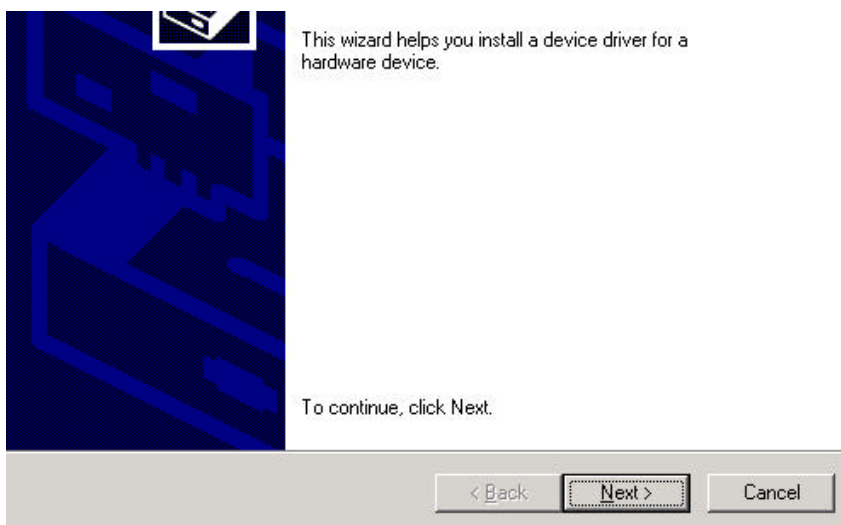 This wizard helps you install a device driver for a
hardware device.
To continue, click Next.
< Back
Next >
Cancel